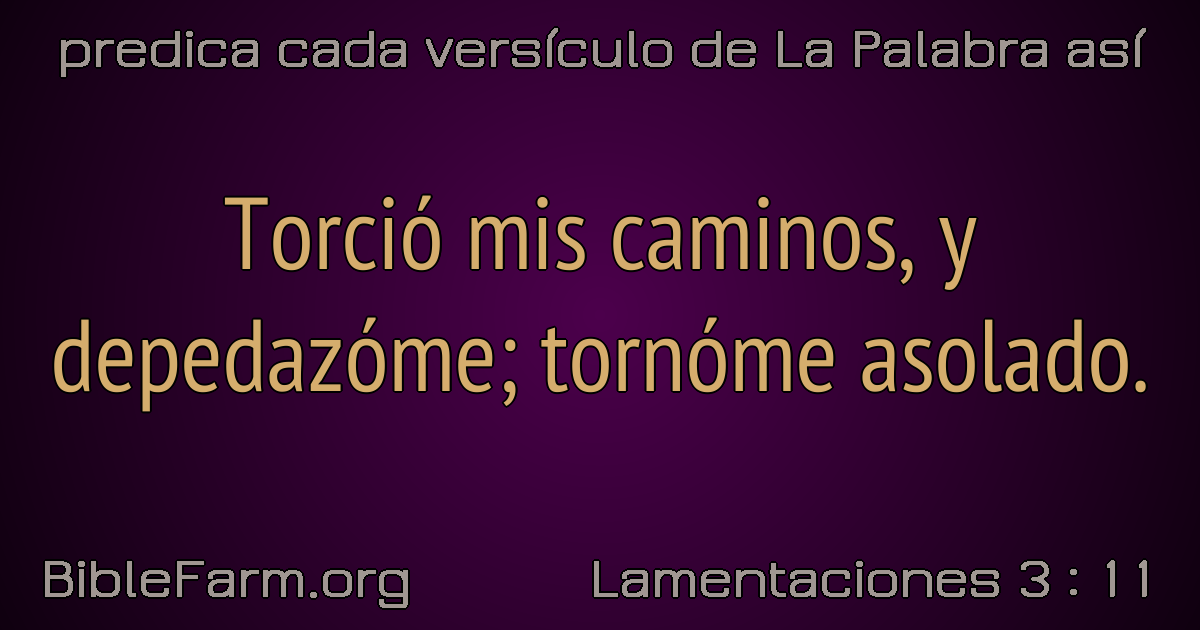 predica cada versículo de La Palabra así
Torció mis caminos, y
depedazóme; tornóme asolado.
BibleFarm.org
Lamentaciones 3 : 11